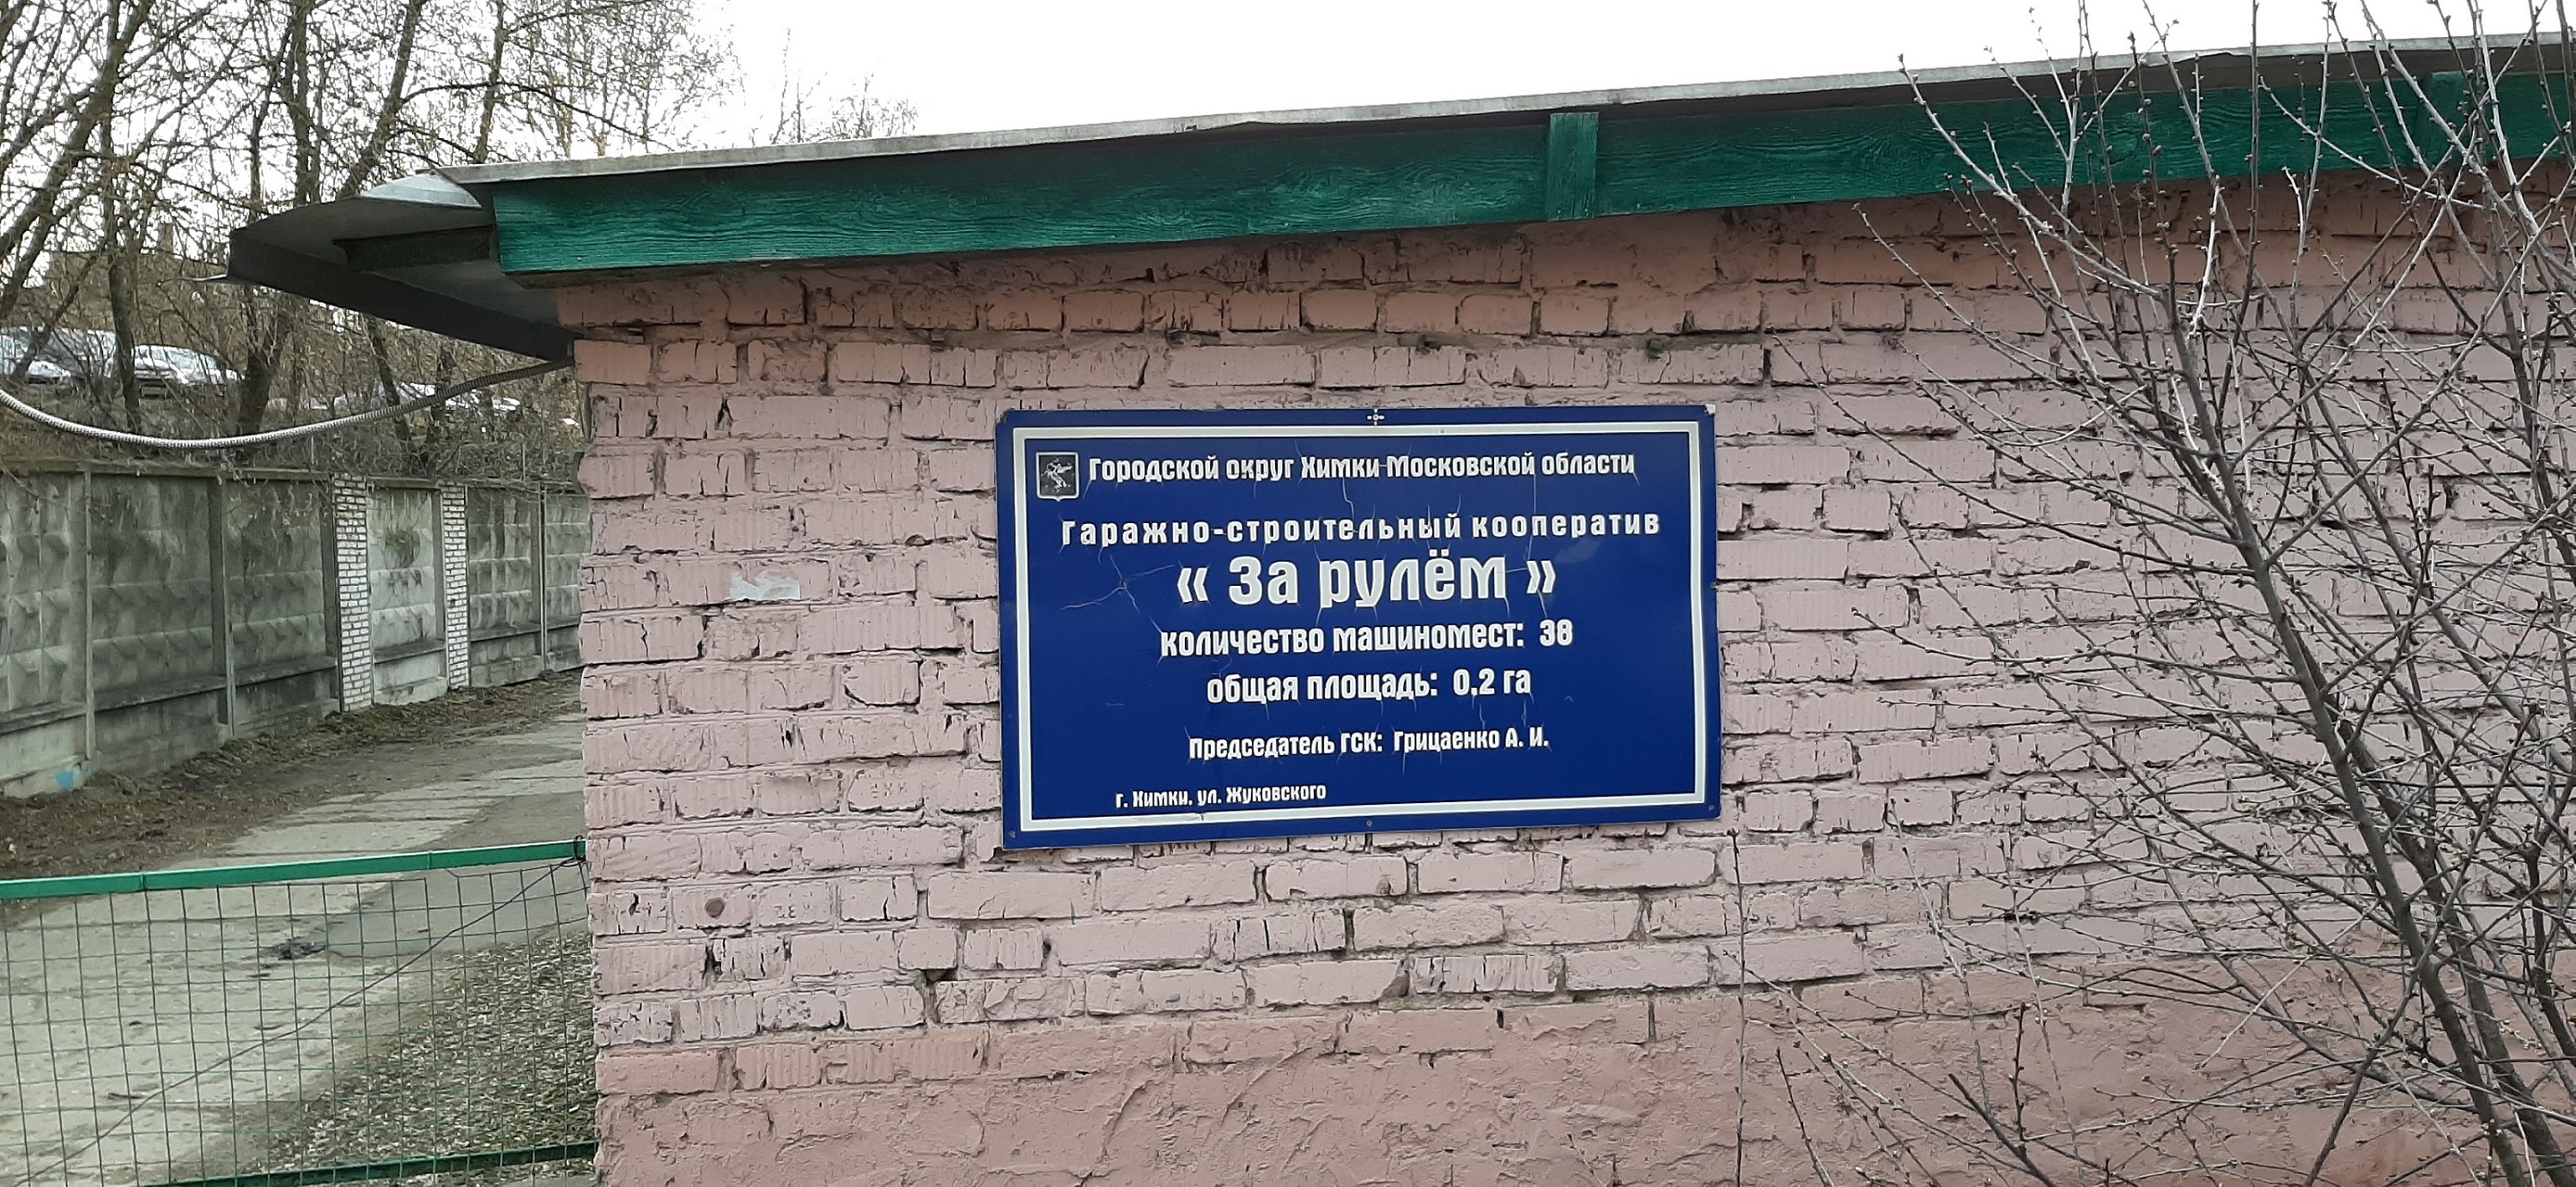 Городской округ Химки Московской области
Гаражно-строительный кооператив
« За рулём »
количество машиномест: 38
общая площадь: 0,2 га
Председатель ГСК: Грицаенко А. И.
г. Химки, ул. Жуковского